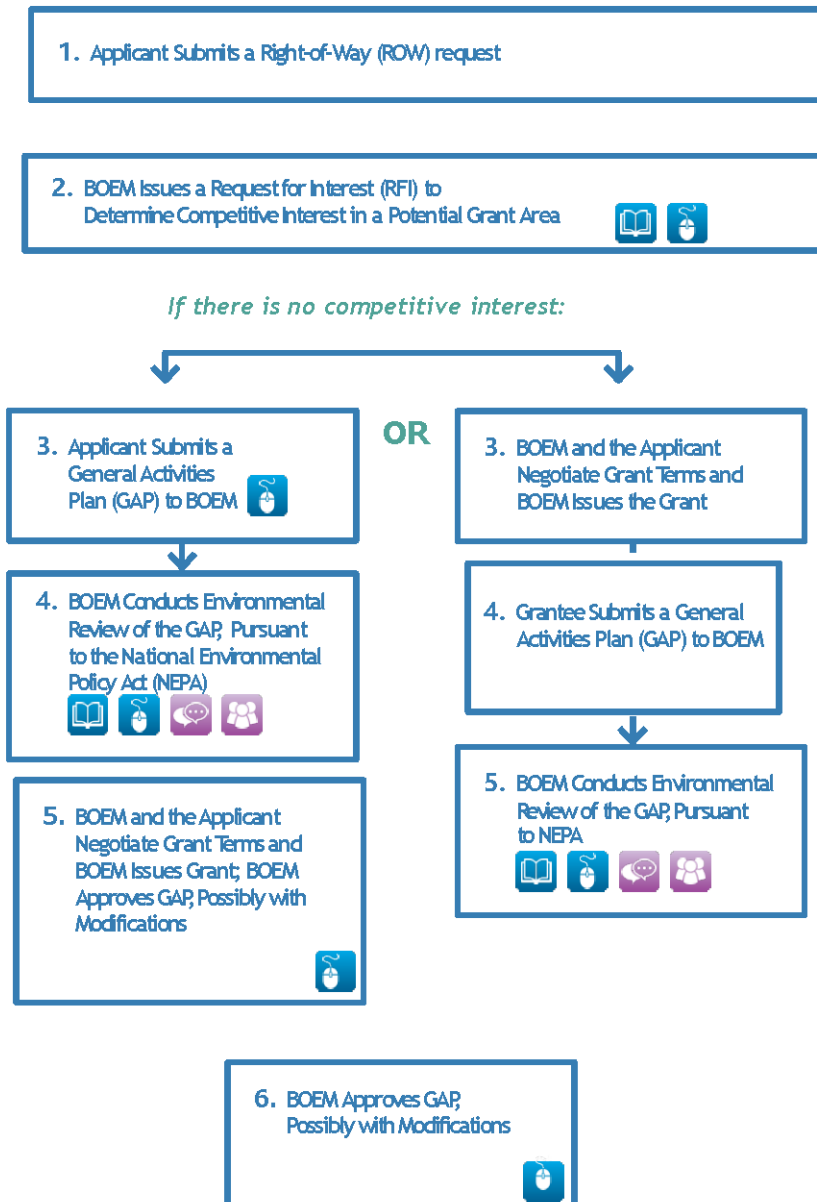 1. Applicant Submits a Right-of-Way (ROW) request
2. BOEM Issues a Request for Interest (RFI) to
Determine Competitive Interest in a Potential Grant Area
If there is no competitive interest:
OR
3. Applicant Submits a
General Activities
Plan (GAP) to BOEM
4. BOEM Conducts Environmental
Review of the GAP, Pursuant
to the National Environmental
Policy Act (NEPA)
5. BOEM and the Applicant
Negotiate Grant Terms and
BOEM Issues Grant; BOEM
Approves GAP, Possibly with
Modifications
3. BOEM and the Applicant
Negotiate Grant Terms and
BOEM Issues the Grant
4. Grantee Submits a General
Activities Plan (GAP) to BOEM
5. BOEM Conducts Environmental
Review of the GAP, Pursuant
to NEPA
6. BOEM Approves GAP,
Possibly with Modifications